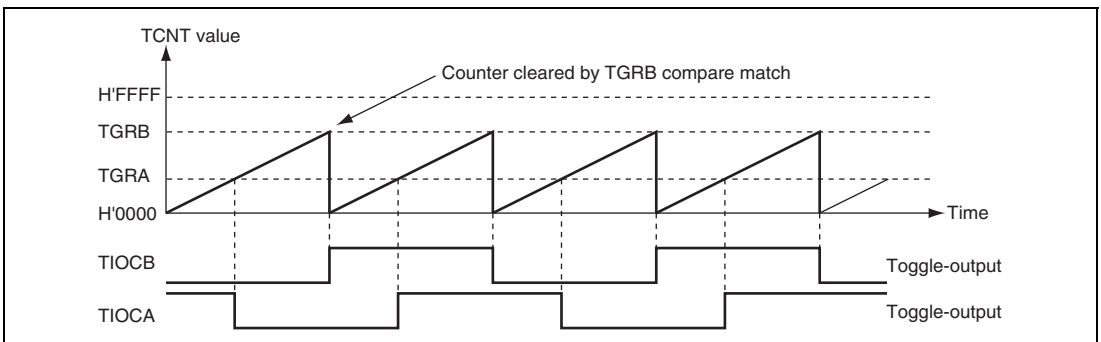 TCNT value
Counter cleared by TGRB compare match
H'FFFF
TGRB
TGRA
H'0000
Time
TIOCB
Toggle-output
TIOCA
Toggle-output